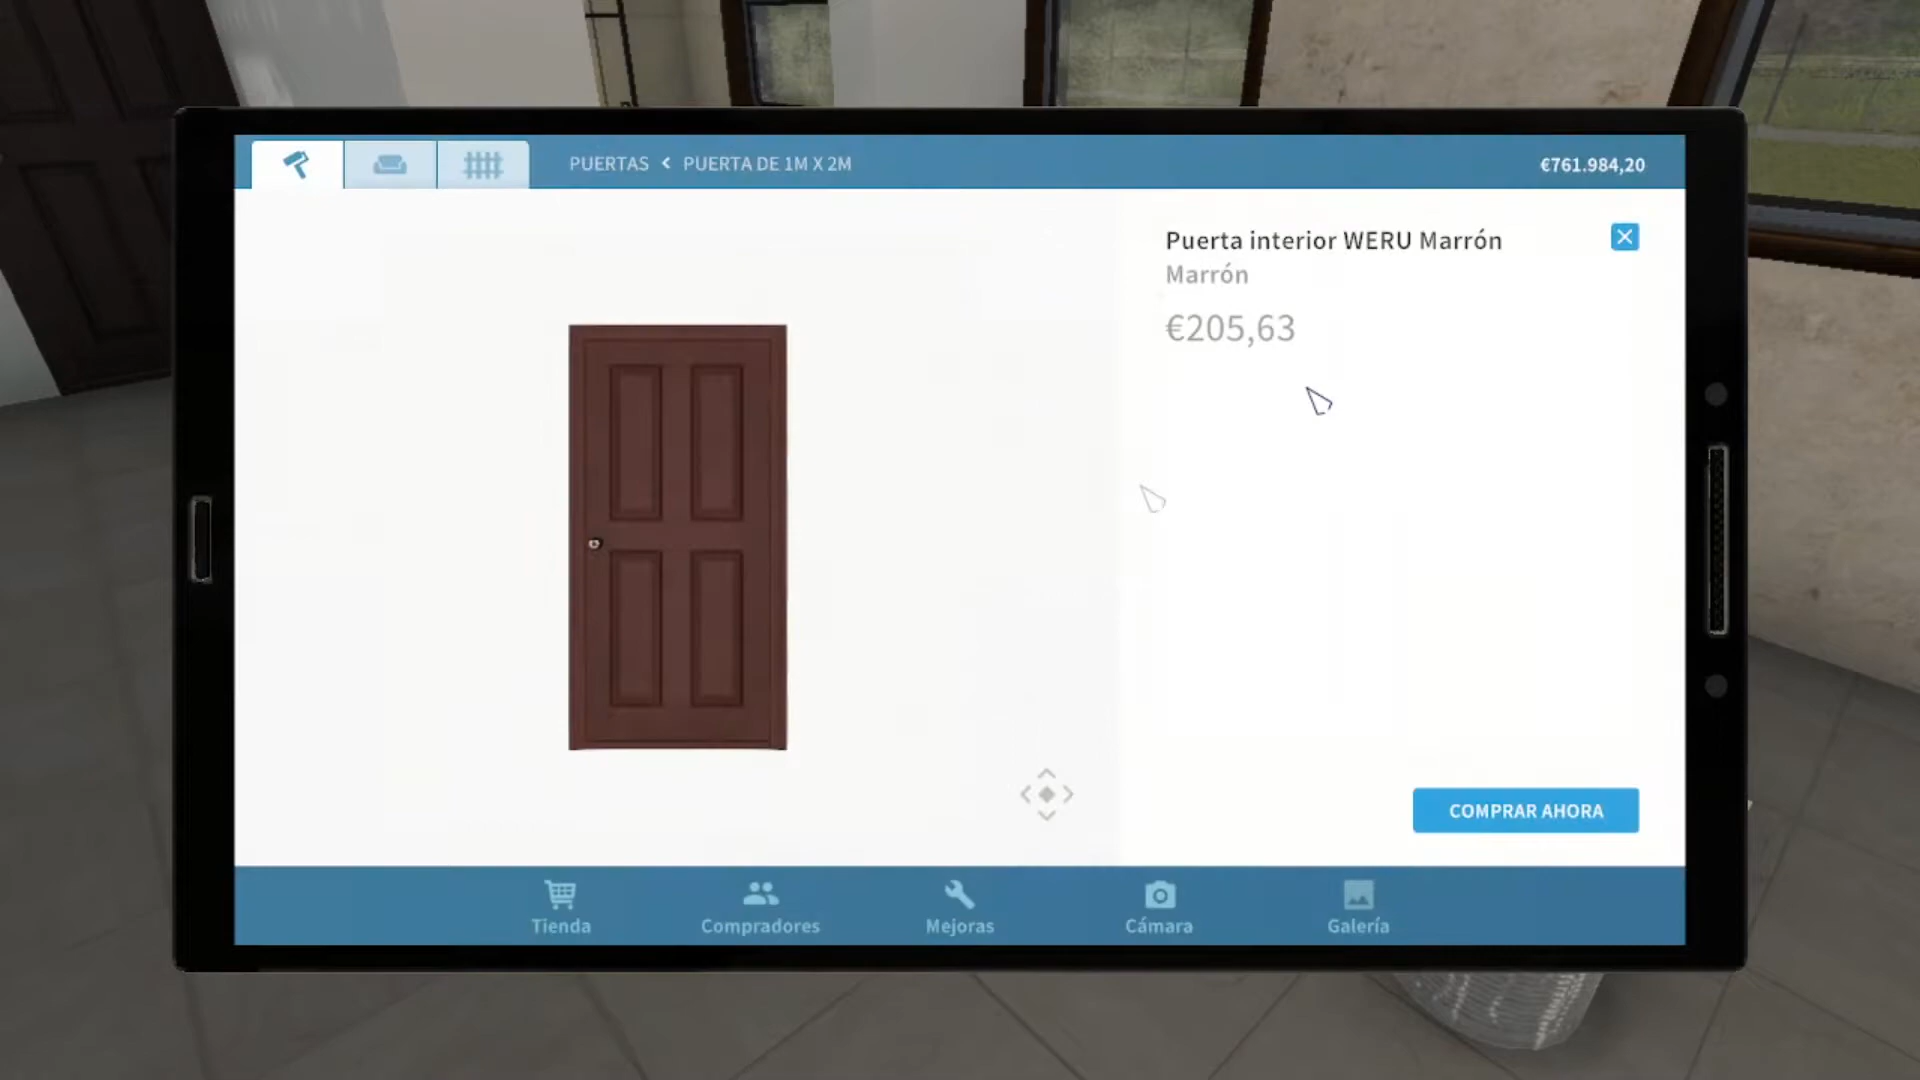 PUERTAS < PUERTA DE 1M X 2M
€761.984,20
Puerta interior WERU Marrón
Marrón
€205,63
COMPRAR AHORA
Tienda
Compradores
Mejoras
Cámara
Galería